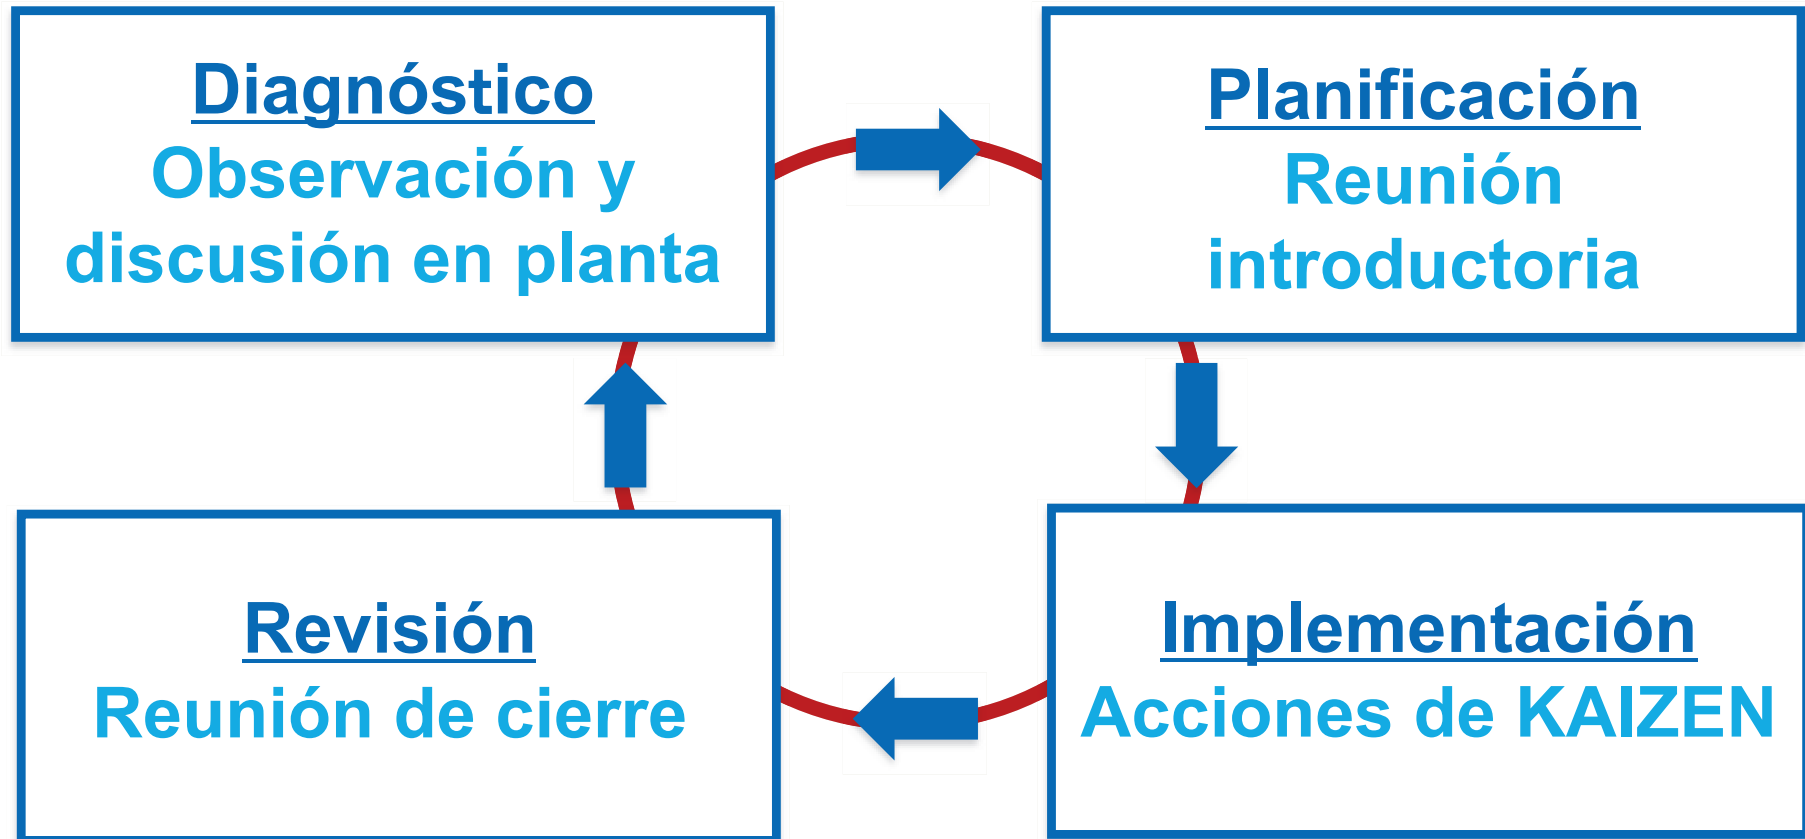 Diagnóstico
Observación y
discusión en planta
Planificación
Reunión
introductoria
Revisión
Reunión de cierre
Implementación
Acciones de KAIZEN